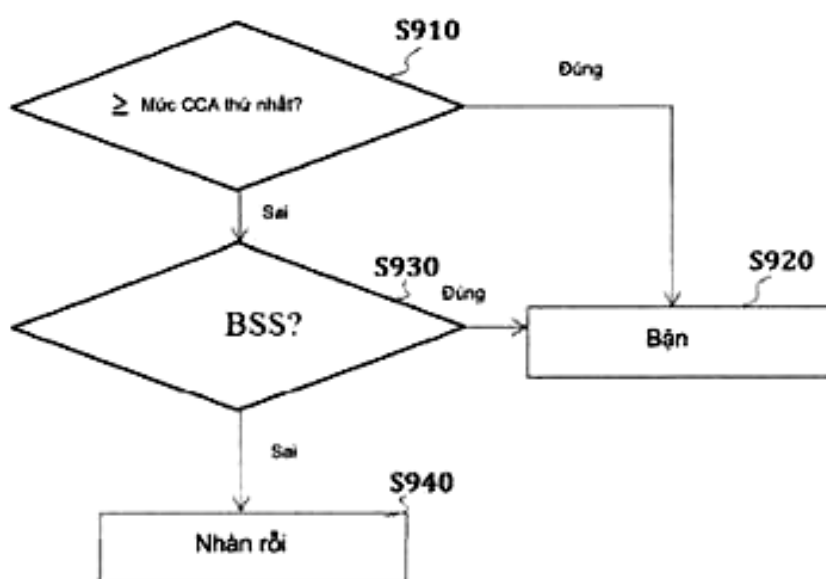 S910
Đúng
≥ Mức CCA thứ nhất?
Sai
S930
Đúng
S920
BSS?
Bận
Sai
S940
Nhàn rỗi